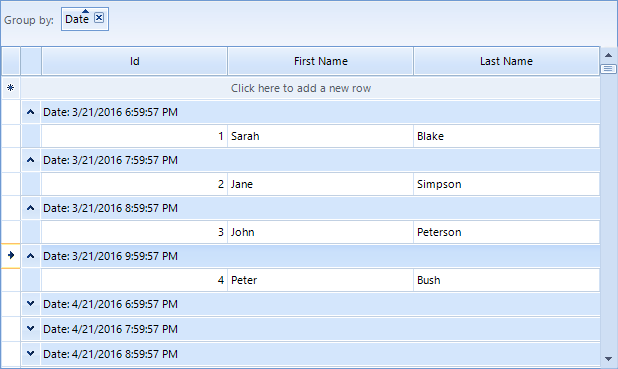 Group by: Date
Id First Name Last Name
Click here to add a new row
Date: 3/21/2016 6:59:57 PM
1 Sarah Blake
Date: 3/21/2016 7:59:57 PM
2 Jane Simpson
Date: 3/21/2016 8:59:57 PM
3 John Peterson
Date: 3/21/2016 9:59:57 PM
4 Peter Bush
Date: 4/21/2016 6:59:57 PM
Date: 4/21/2016 7:59:57 PM
Date: 4/21/2016 8:59:57 PM